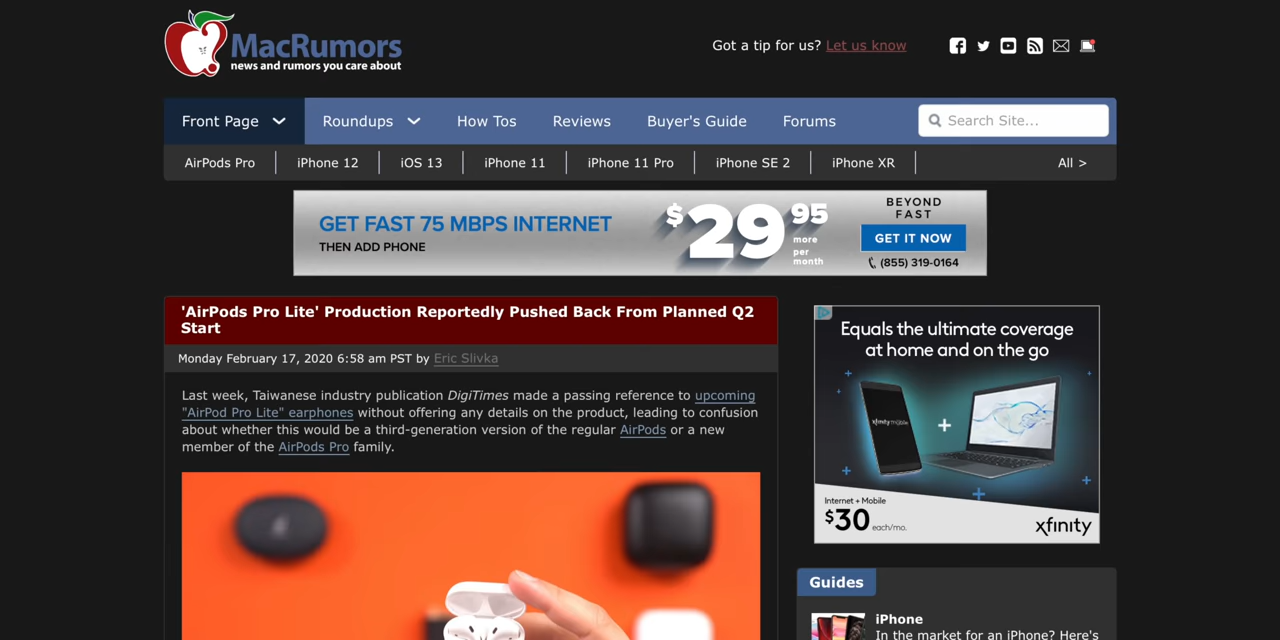 MacRumors
news and rumors you care about
Got a tip for us? Let us know
Front Page
Roundups
How Tos
Reviews
Buyer's Guide
Forums
Search Site...
AirPods Pro
iPhone 12
iOS 13
iPhone 11
iPhone 11 Pro
iPhone SE 2
iPhone XR
All >
GET FAST 75 MBPS INTERNET
THEN ADD PHONE
$29.95
more
per
month
BEYOND
FAST
GET IT NOW
(855) 319-0164
'AirPods Pro Lite' Production Reportedly Pushed Back From Planned Q2
Start
Monday February 17, 2020 6:58 am PST by Eric Slivka
Last week, Taiwanese industry publication DigiTimes made a passing reference to upcoming
"AirPod Pro Lite" earphones without offering any details on the product, leading to confusion
about whether this would be a third-generation version of the regular AirPods or a new
member of the AirPods Pro family.
Equals the ultimate coverage
at home and on the go
xfinity mobile
Internet + Mobile
$30 each/mo.
xfinity
Guides
iPhone
In the market for an iPhone? Here's